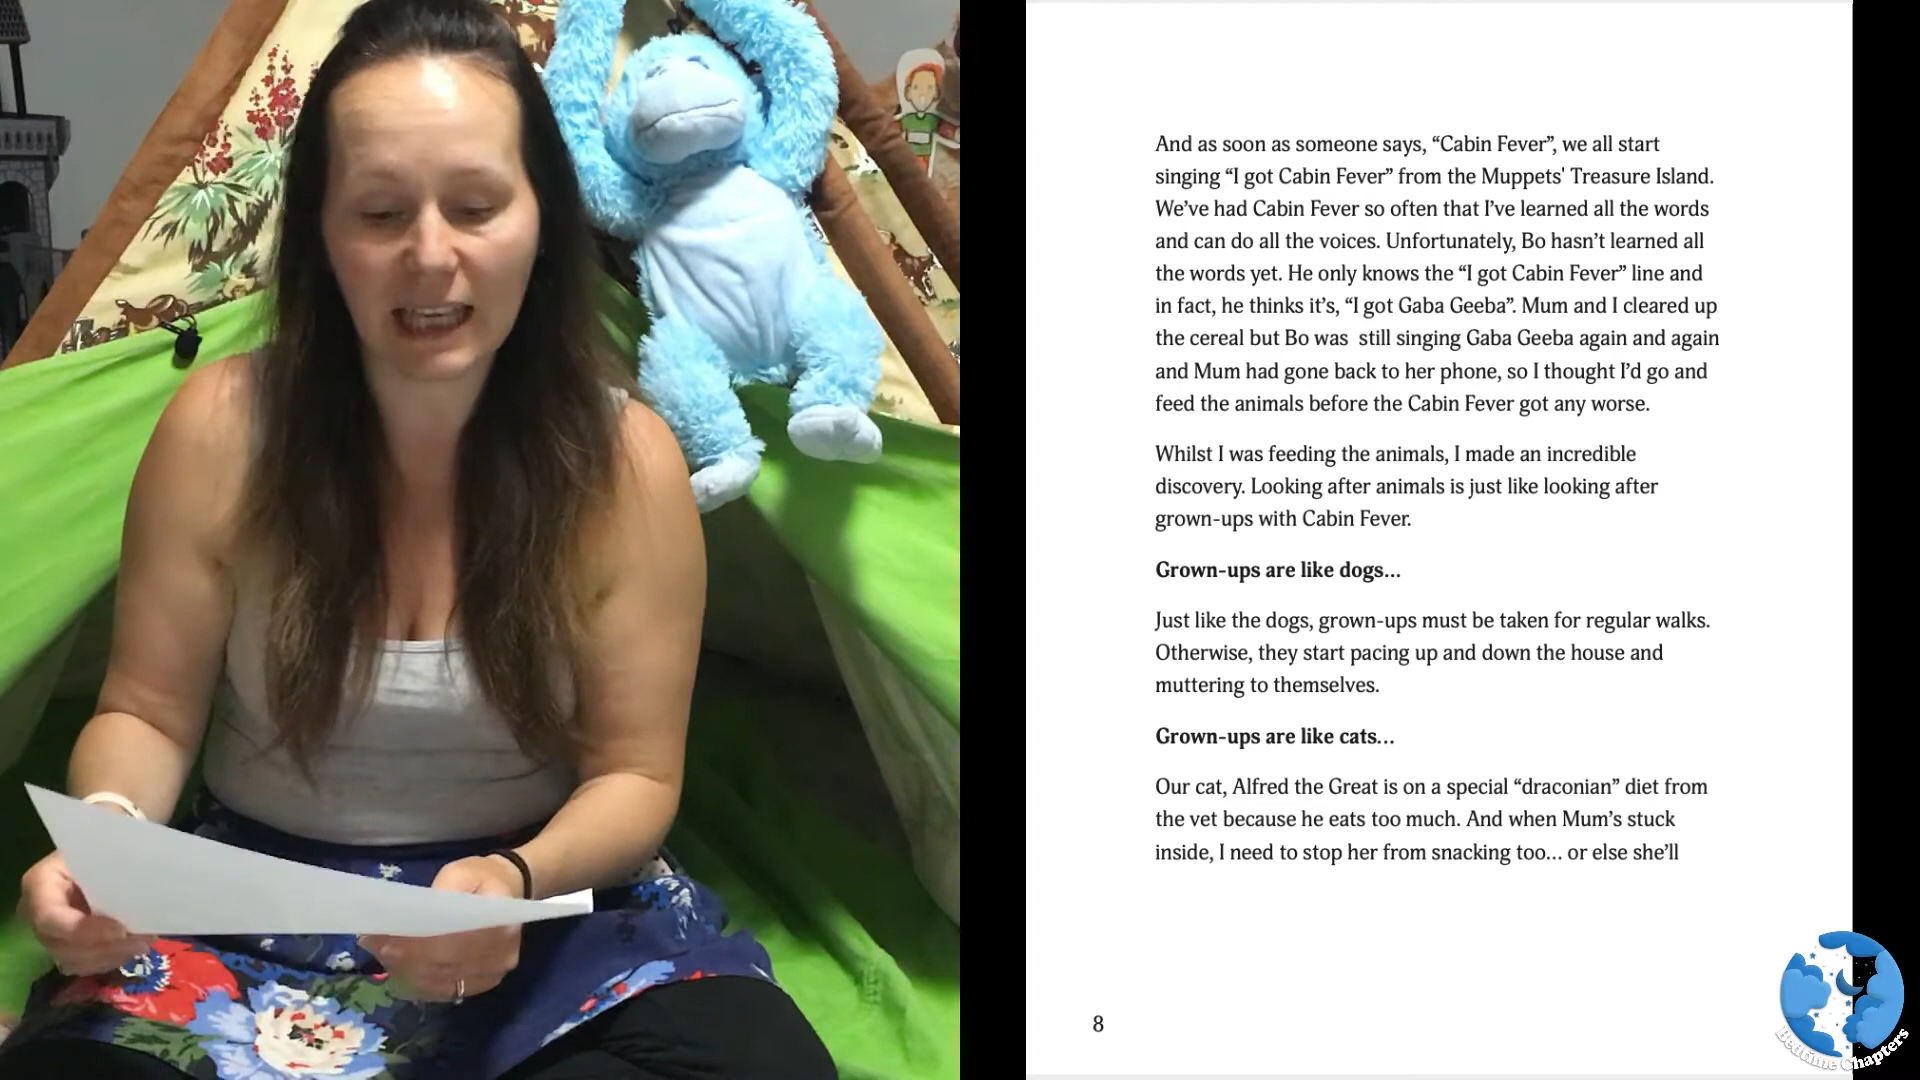 And as soon as someone says, “Cabin Fever”, we all start
singing “I got Cabin Fever” from the Muppets' Treasure Island.
We’ve had Cabin Fever so often that I’ve learned all the words
and can do all the voices. Unfortunately, Bo hasn’t learned all
the words yet. He only knows the “I got Cabin Fever” line and
in fact, he thinks it’s, “I got Gaba Geeba”. Mum and I cleared up
the cereal but Bo was  still singing Gaba Geeba again and again
and Mum had gone back to her phone, so I thought I’d go and
feed the animals before the Cabin Fever got any worse.
Whilst I was feeding the animals, I made an incredible
discovery. Looking after animals is just like looking after
grown-ups with Cabin Fever.
Grown-ups are like dogs…
Just like the dogs, grown-ups must be taken for regular walks.
Otherwise, they start pacing up and down the house and
muttering to themselves.
Grown-ups are like cats…
Our cat, Alfred the Great is on a special “draconian” diet from
the vet because he eats too much. And when Mum’s stuck
inside, I need to stop her from snacking too… or else she’ll
8
Bedtime Chapters